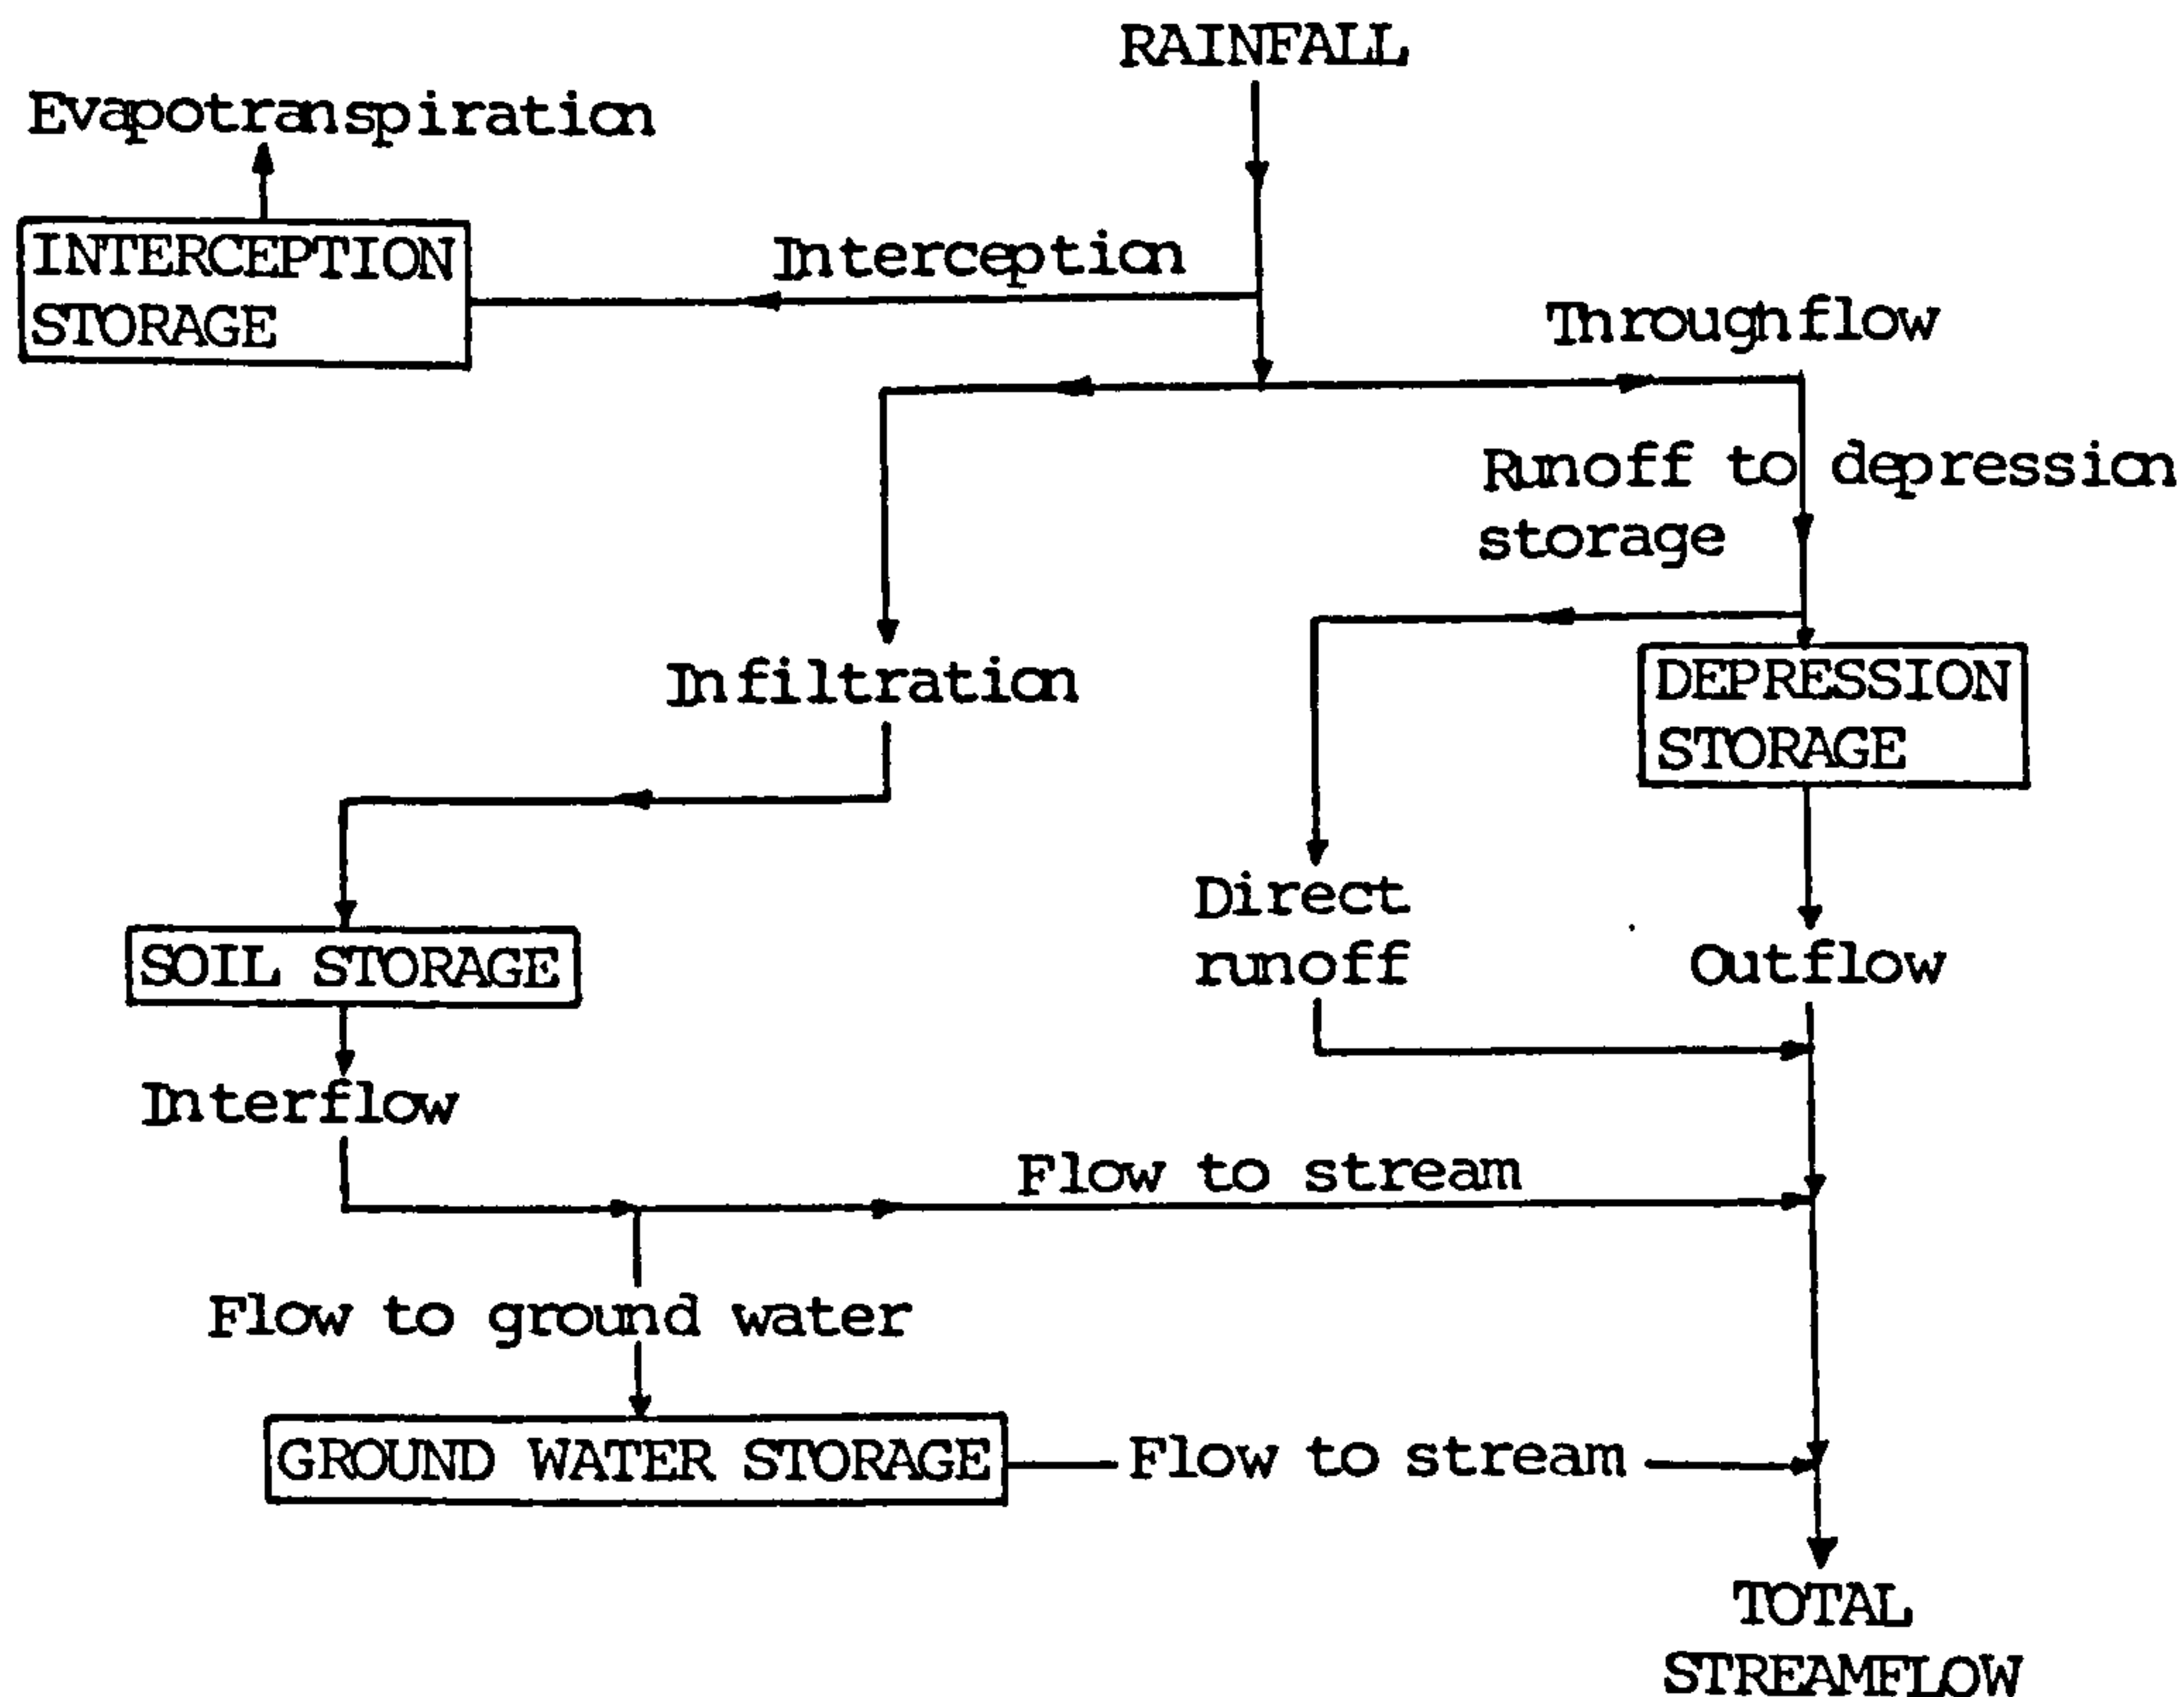 RAINFALL
Evapotranspiration
INTERCEPTION
STORAGE
Interception
Throughflow
Runoff to depression
storage
Infiltration
DEPRESSION
STORAGE
Direct
runoff
SOIL STORAGE
Outflow
Interflow
Flow to stream
Flow to ground water
GROUND WATER STORAGE
Flow to stream
TOTAL
STREAMFLOW